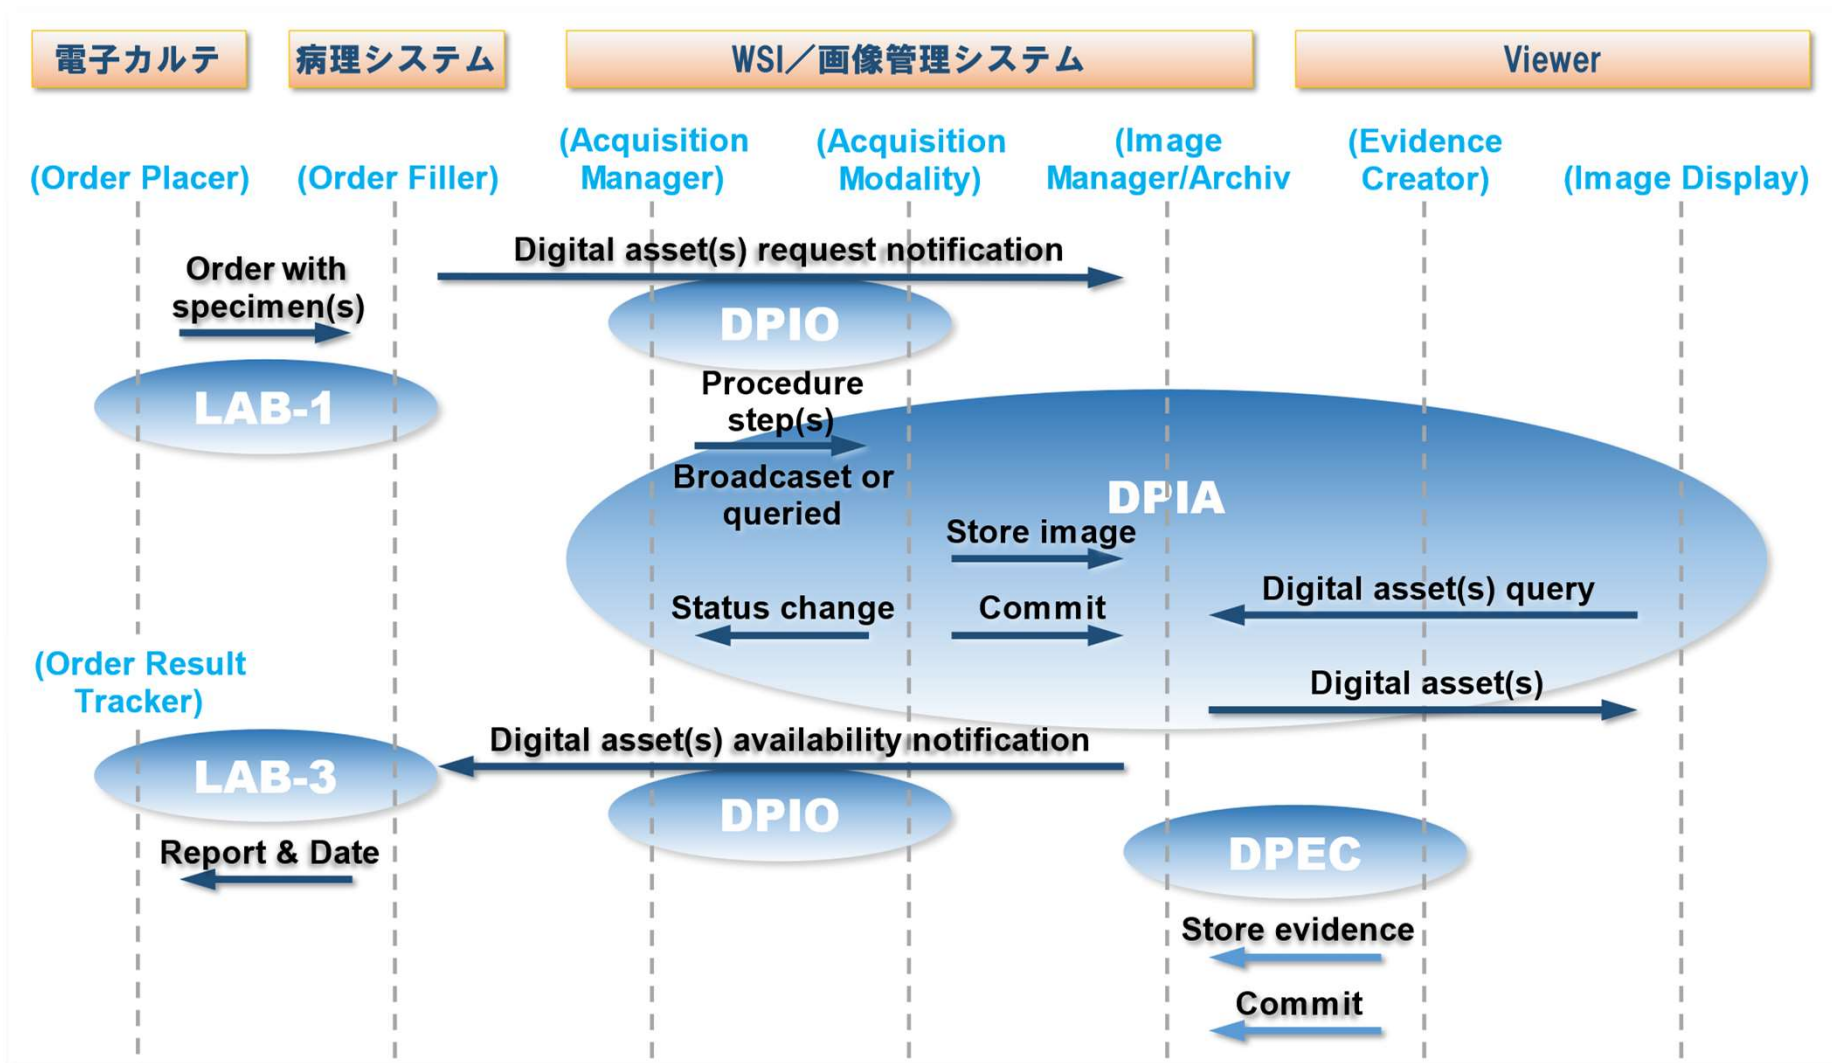 電子カルテ
病理システム
WSI／画像管理システム
Viewer
(Order Placer)
(Order Filler)
(Acquisition
Manager)
(Acquisition
Modality)
(Image
Manager/Archiv
(Evidence
Creator)
(Image Display)
Order with
specimen(s)
Digital asset(s) request notification
DPIO
LAB-1
Procedure
step(s)
Broadcaset or
queried
DPIA
Store image
Status change
Commit
Digital asset(s) query
Digital asset(s)
(Order Result
Tracker)
Digital asset(s) availability notification
LAB-3
DPIO
Report & Date
DPEC
Store evidence
Commit